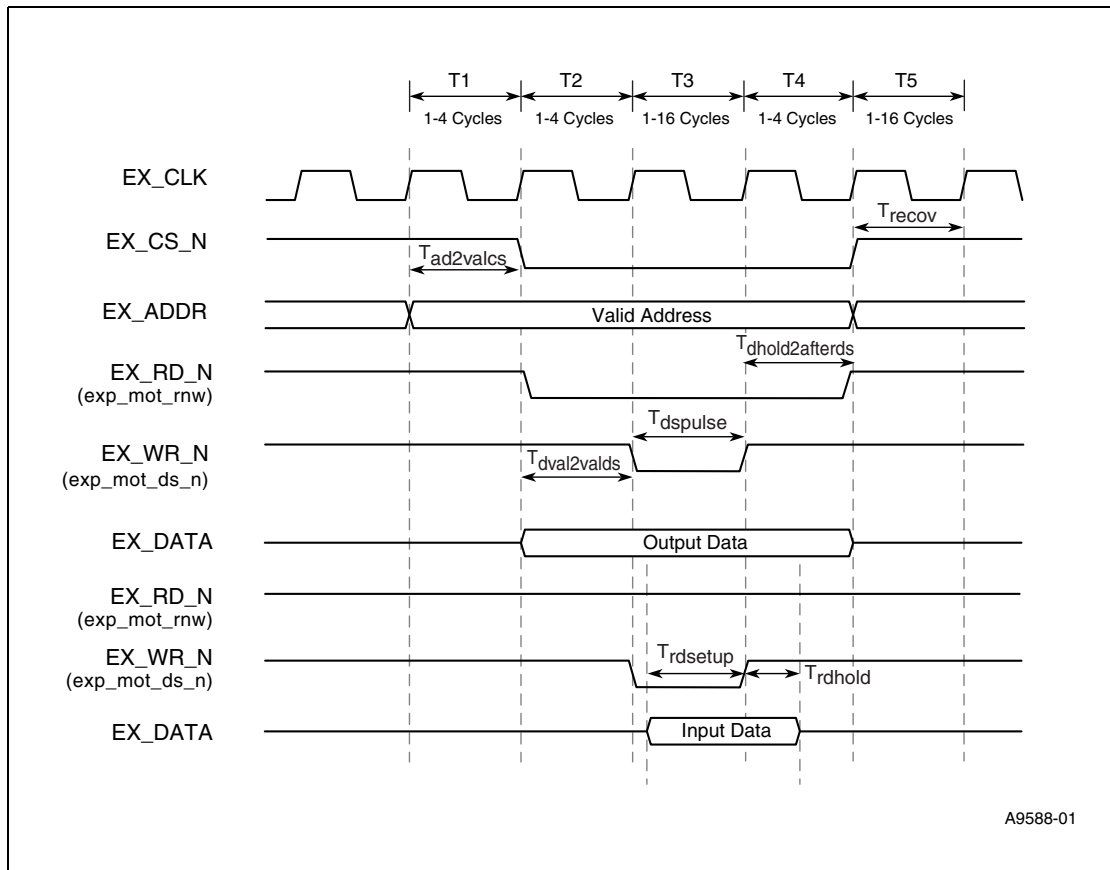 T1 T2 T3 T4 T5
1-4 Cycles 1-4 Cycles 1-16 Cycles 1-4 Cycles 1-16 Cycles
EX_CLK
Trecov
EX_CS_N
Tad2valcs
EX_ADDR
Valid Address
Tdhold2afterds
EX_RD_N
(exp_mot_rnw)
Tdspulse
EX_WR_N
Tdval2valds
(exp_mot_ds_n)
EX_DATA
Output Data
EX_RD_N
(exp_mot_rnw)
EX_WR_N
Trdsetup
(exp_mot_ds_n)
Trdhold
EX_DATA
Input Data
A9588-01